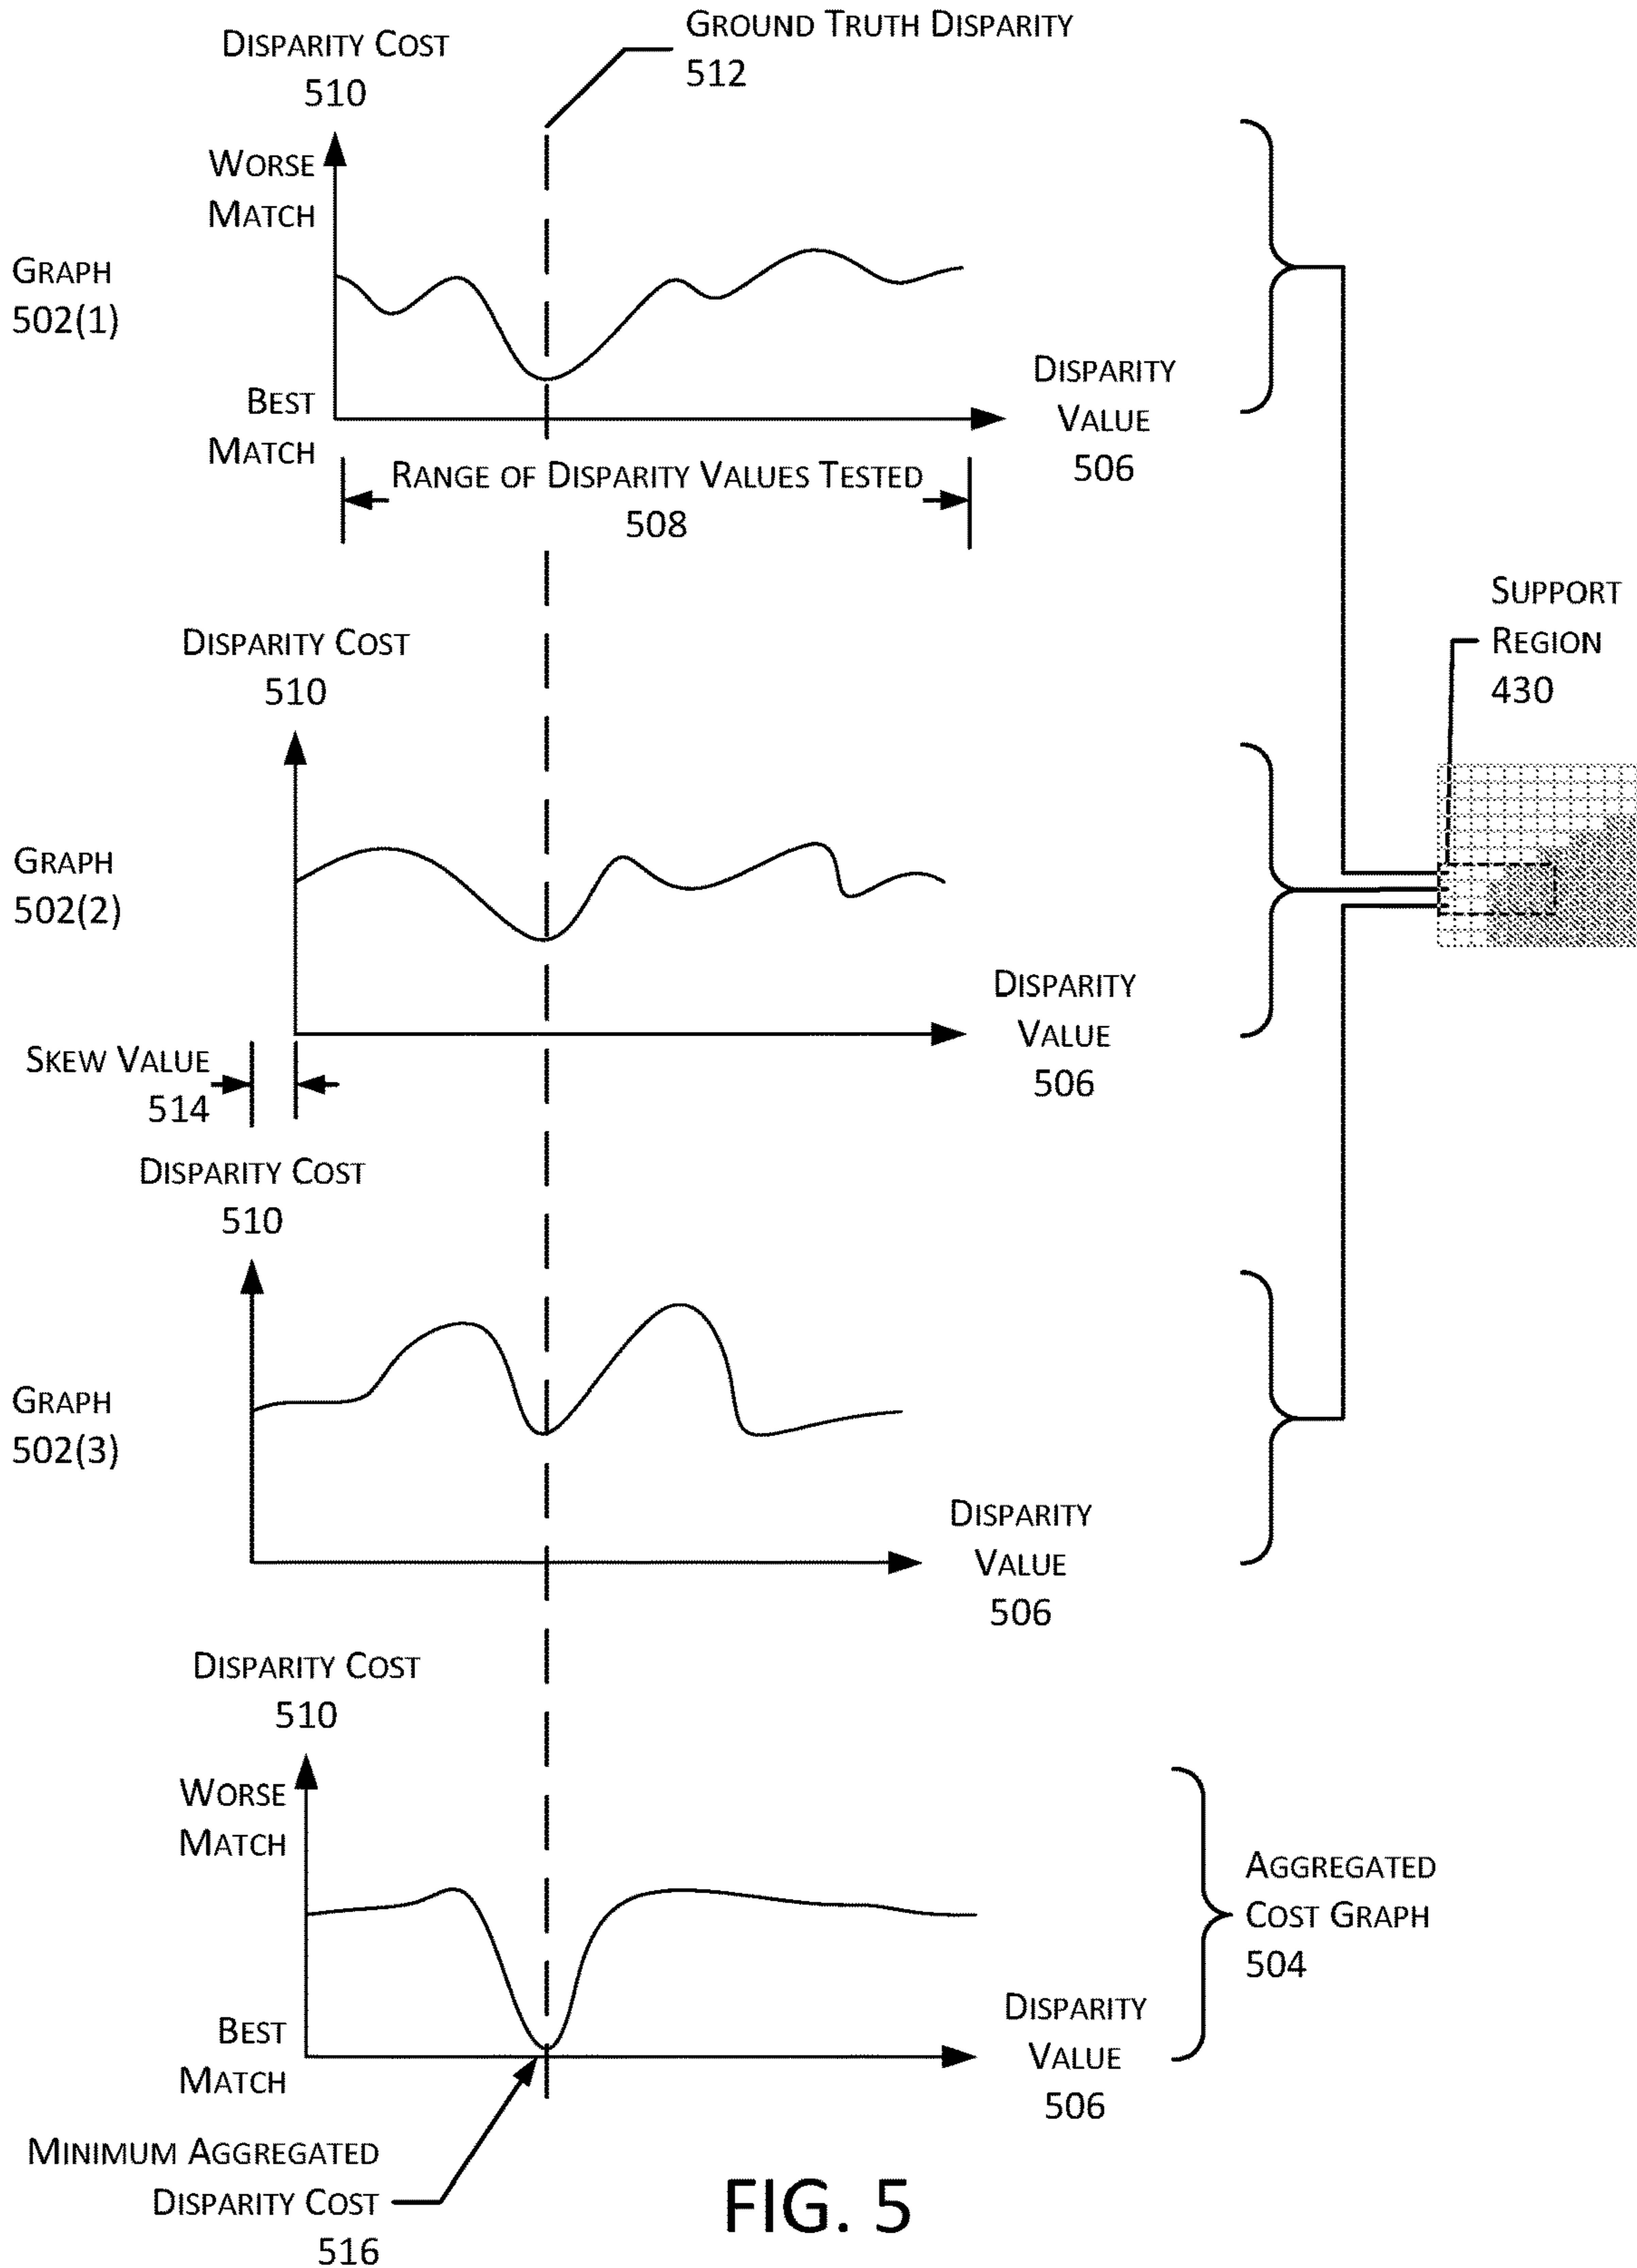 GROUND TRUTH DISPARITY
512
DISPARITY COST
510
WORSE
MATCH
GRAPH
502(1)
BEST
MATCH
DISPARITY
VALUE
506
RANGE OF DISPARITY VALUES TESTED
508
SUPPORT
REGION
430
DISPARITY COST
510
GRAPH
502(2)
DISPARITY
VALUE
506
SKEW VALUE
514
DISPARITY COST
510
GRAPH
502(3)
DISPARITY
VALUE
506
DISPARITY COST
510
WORSE
MATCH
AGGREGATED
COST GRAPH
504
BEST
MATCH
DISPARITY
VALUE
506
MINIMUM AGGREGATED
DISPARITY COST
516
FIG. 5